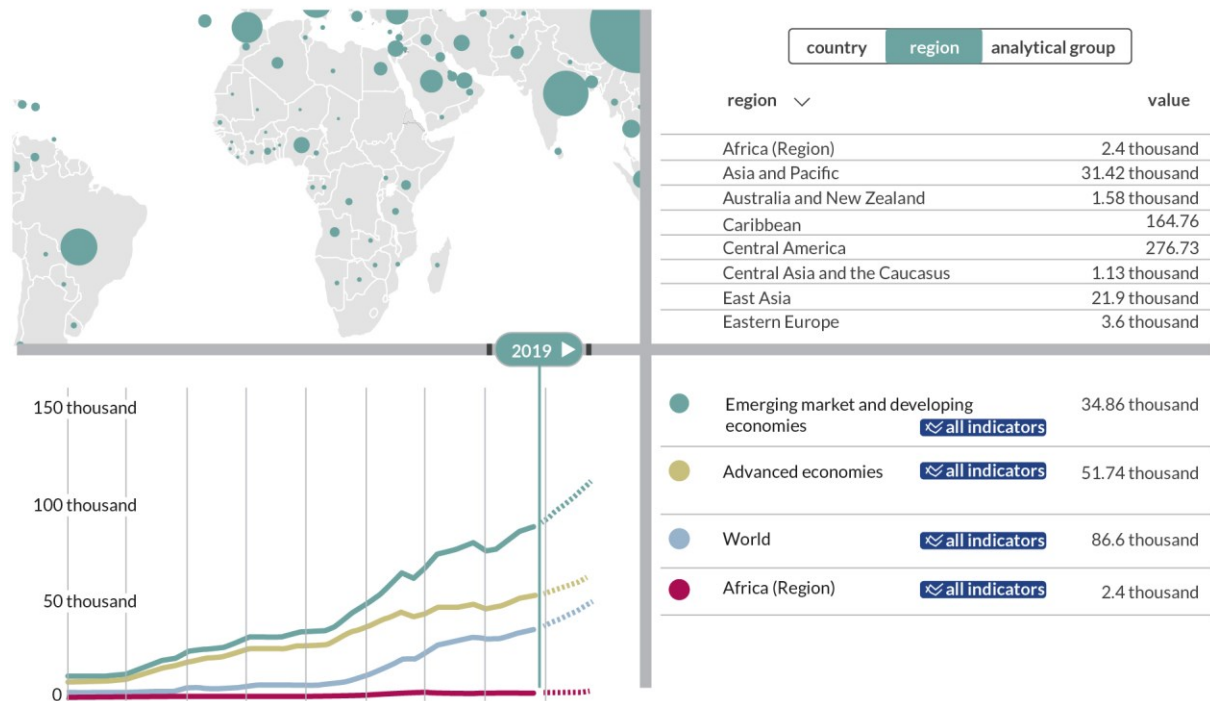 country region analytical group
region value
Africa (Region) 2.4 thousand
Asia and Pacific 31.42 thousand
Australia and New Zealand 1.58 thousand
Caribbean 164.76
Central America 276.73
Central Asia and the Caucasus 1.13 thousand
East Asia 21.9 thousand
Eastern Europe 3.6 thousand
2019
150 thousand
100 thousand
50 thousand
0
Emerging market and developing 34.86 thousand
economies all indicators
Advanced economies all indicators 51.74 thousand
World all indicators 86.6 thousand
Africa (Region) all indicators 2.4 thousand